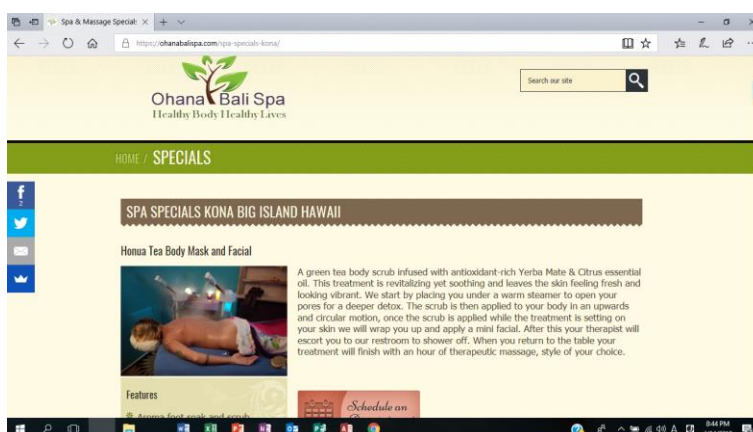 Spa & Massage Special:
https://ohanabalispa.com/spa-specials-kona/
Ohana Bali Spa
Healthy Body Healthy Lives
Search our site
HOME / SPECIALS
f
2
SPA SPECIALS KONA BIG ISLAND HAWAII
Honua Tea Body Mask and Facial
A green tea body scrub infused with antioxidant-rich Yerba Mate & Citrus essential
oil. This treatment is revitalizing yet soothing and leaves the skin feeling fresh and
looking vibrant. We start by placing you under a warm steamer to open your
pores for a deeper detox. The scrub is then applied to your body in an upwards
and circular motion, once the scrub is applied while the treatment is setting on
your skin we will wrap you up and apply a mini facial. After this your therapist will
escort you to our restroom to shower off. When you return to the table your
treatment will finish with an hour of therapeutic massage, style of your choice.
Features
Aroma foot soak and scrub
Schedule an
8:44 PM